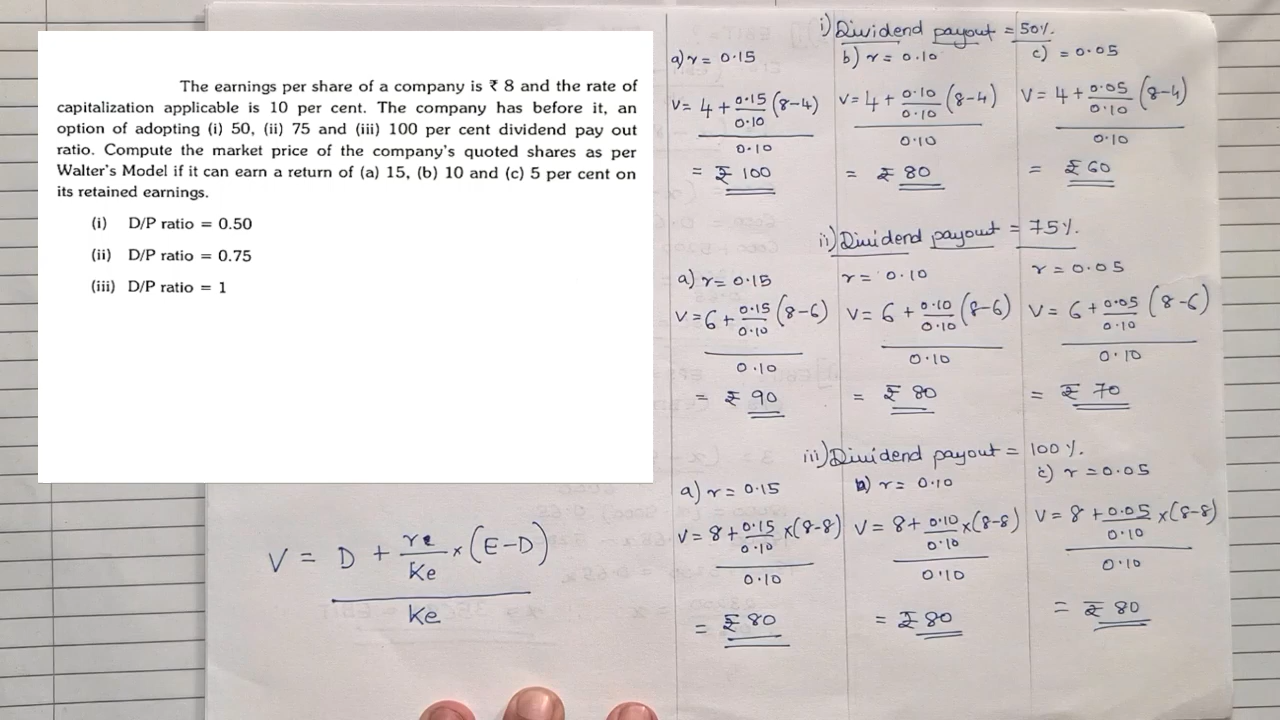 The earnings per share of a company is ₹ 8 and the rate of
capitalization applicable is 10 per cent. The company has before it, an
option of adopting (i) 50, (ii) 75 and (iii) 100 per cent dividend pay out
ratio. Compute the market price of the company's quoted shares as per
Walter's Model if it can earn a return of (a) 15, (b) 10 and (c) 5 per cent on
its retained earnings.
(i) D/P ratio = 0.50
(ii) D/P ratio = 0.75
(iii) D/P ratio = 1
V = D + re/Ke × (E-D)
Ke
i) Dividend payout = 50%.
a) r = 0.15
V= 4 + 0.15/0.10 (8-4)
0.10
= ₹ 100
b) r = 0.10
V= 4 + 0.10/0.10 (8-4)
0.10
= ₹ 80
c) = 0.05
V= 4 + 0.05/0.10 (8-4)
0.10
= ₹ 60
ii) Dividend payout = 75%.
a) r = 0.15
V= 6 + 0.15/0.10 (8-6)
0.10
= ₹ 90
r = 0.10
V= 6 + 0.10/0.10 (8-6)
0.10
= ₹ 80
r = 0.05
V= 6 + 0.05/0.10 (8-6)
0.10
= ₹ 70
iii) Dividend payout = 100%.
a) r = 0.15
V= 8 + 0.15/0.10 × (8-8)
0.10
= ₹ 80
b) r = 0.10
V= 8 + 0.10/0.10 × (8-8)
0.10
= ₹ 80
c) r = 0.05
V= 8 + 0.05/0.10 × (8-8)
0.10
= ₹ 80